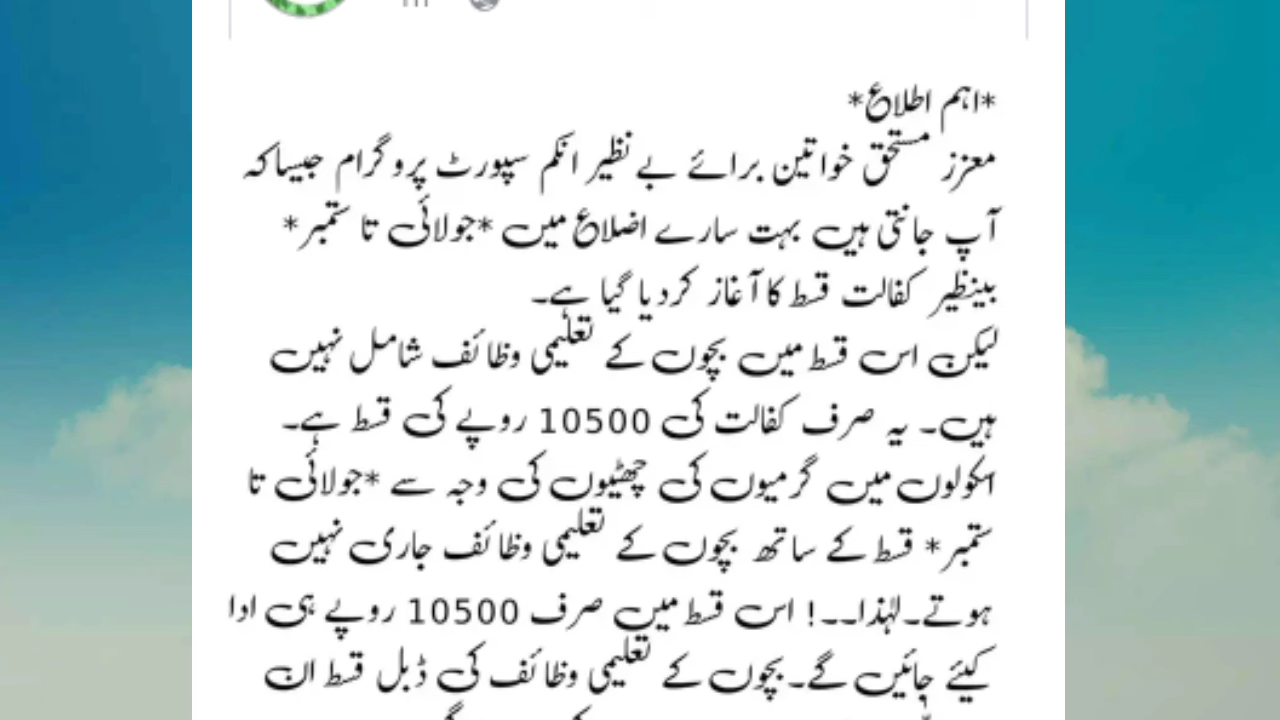 *اہم اطلاع*
معزز مستحق خواتین برائے بے نظیر انکم سپورٹ پروگرام جیساکہ
آپ جانتی ہیں بہت سارے اضلاع میں *جولائی تا ستمبر*
بینظیر کفالت قسط کا آغاز کردیا گیا ہے۔
لیکن اس قسط میں بچوں کے تعلیمی وظائف شامل نہیں
ہیں۔ یہ صرف کفالت کی 10500 روپے کی قسط ہے۔
اسکولوں میں گرمیوں کی چھٹیوں کی وجہ سے *جولائی تا
ستمبر* قسط کے ساتھ بچوں کے تعلیمی وظائف جاری نہیں
ہوتے۔لہٰذا۔۔! اس قسط میں صرف 10500 روپے ہی ادا
کیئے جائیں گے۔بچوں کے تعلیمی وظائف کی ڈبل قسط ان